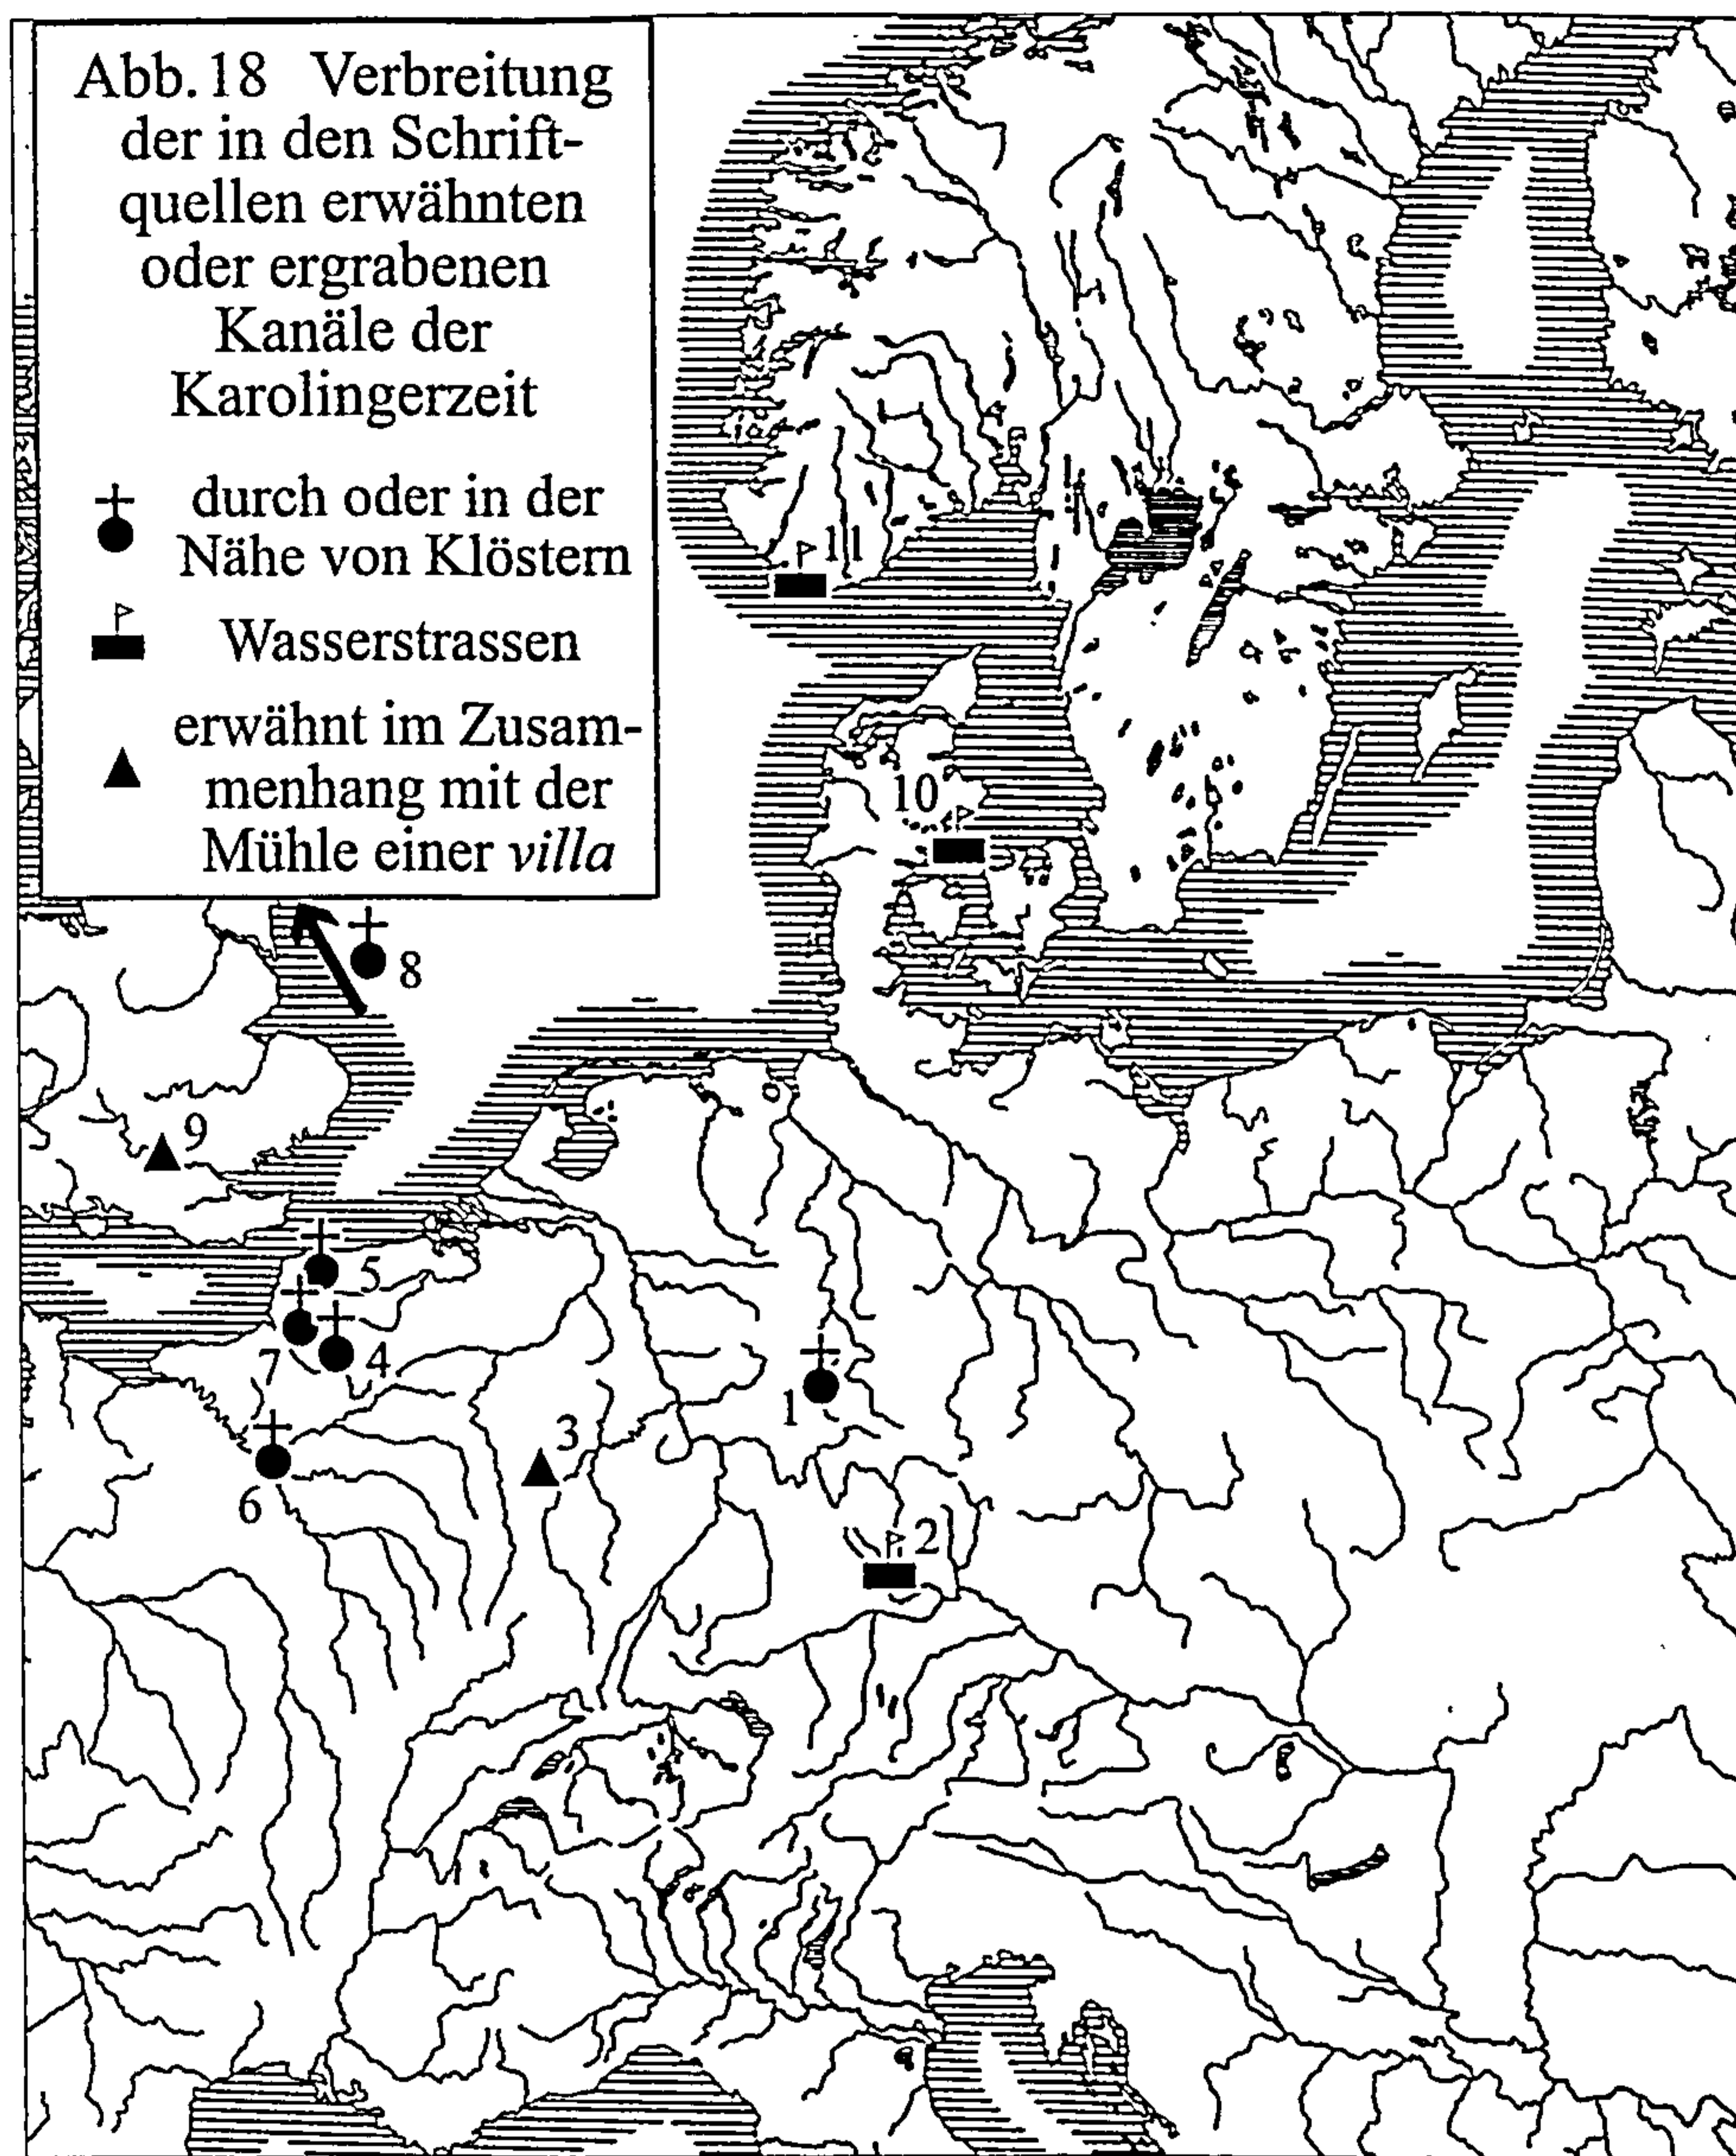 Abb. 18 Verbreitung
der in den Schrift-
quellen erwähnten
oder ergrabenen
Kanäle der
Karolingerzeit
durch oder in der
Nähe von Klöstern
Wasserstrassen
erwähnt im Zusam-
menhang mit der
Mühle einer villa
11
10
8
9
5
7
4
1
3
6
2